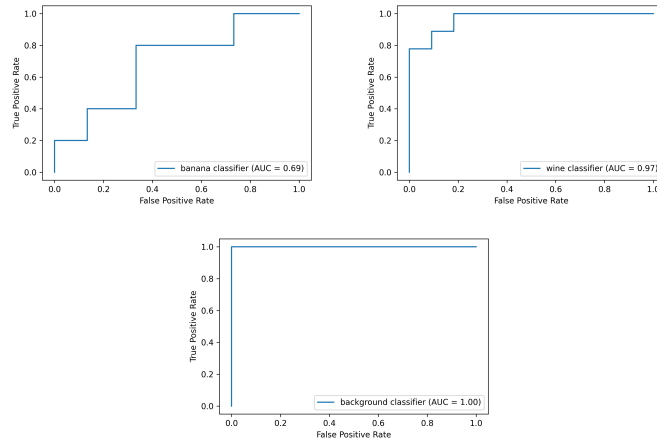 1.0
0.8
0.6
0.4
0.2
0.0
True Positive Rate
banana classifier (AUC = 0.69)
0.0 0.2 0.4 0.6 0.8 1.0
False Positive Rate
1.0
0.8
0.6
0.4
0.2
0.0
True Positive Rate
wine classifier (AUC = 0.97)
0.0 0.2 0.4 0.6 0.8 1.0
False Positive Rate
1.0
0.8
0.6
0.4
0.2
0.0
True Positive Rate
background classifier (AUC = 1.00)
0.0 0.2 0.4 0.6 0.8 1.0
False Positive Rate